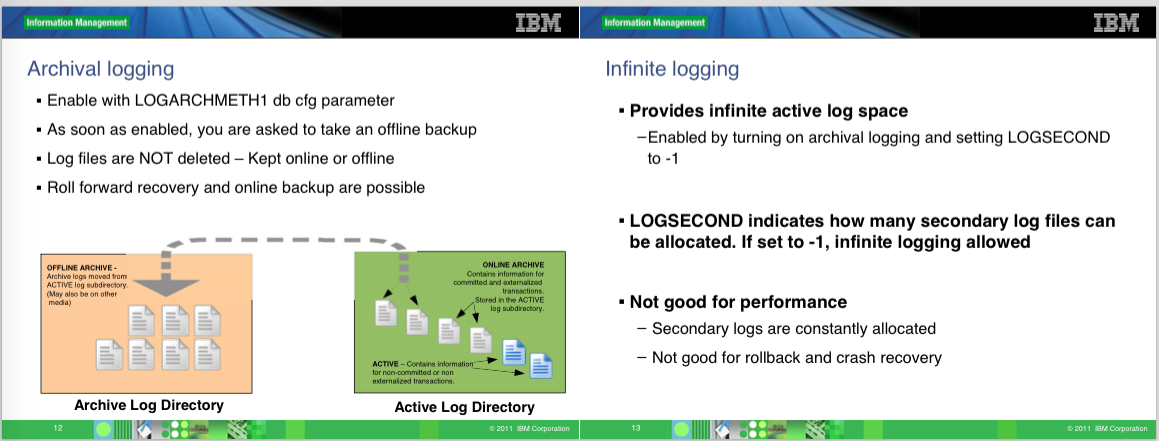 Information Management
IBM
Archival logging
▪ Enable with LOGARCHMETH1 db cfg parameter
▪ As soon as enabled, you are asked to take an offline backup
▪ Log files are NOT deleted – Kept online or offline
▪ Roll forward recovery and online backup are possible
OFFLINE ARCHIVE -
Archive logs moved from
ACTIVE log subdirectory.
(May also be on other
media)
ONLINE ARCHIVE
Contains information for
committed and externalized
transactions.
Stored in the ACTIVE
log subdirectory.
ACTIVE – Contains information
for non-committed or non
externalized transactions.
Archive Log Directory
Active Log Directory
12
© 2011 IBM Corporation
Information Management
IBM
Infinite logging
▪ Provides infinite active log space
–Enabled by turning on archival logging and setting LOGSECOND
to -1
▪ LOGSECOND indicates how many secondary log files can
be allocated. If set to -1, infinite logging allowed
▪ Not good for performance
– Secondary logs are constantly allocated
– Not good for rollback and crash recovery
13
© 2011 IBM Corporation